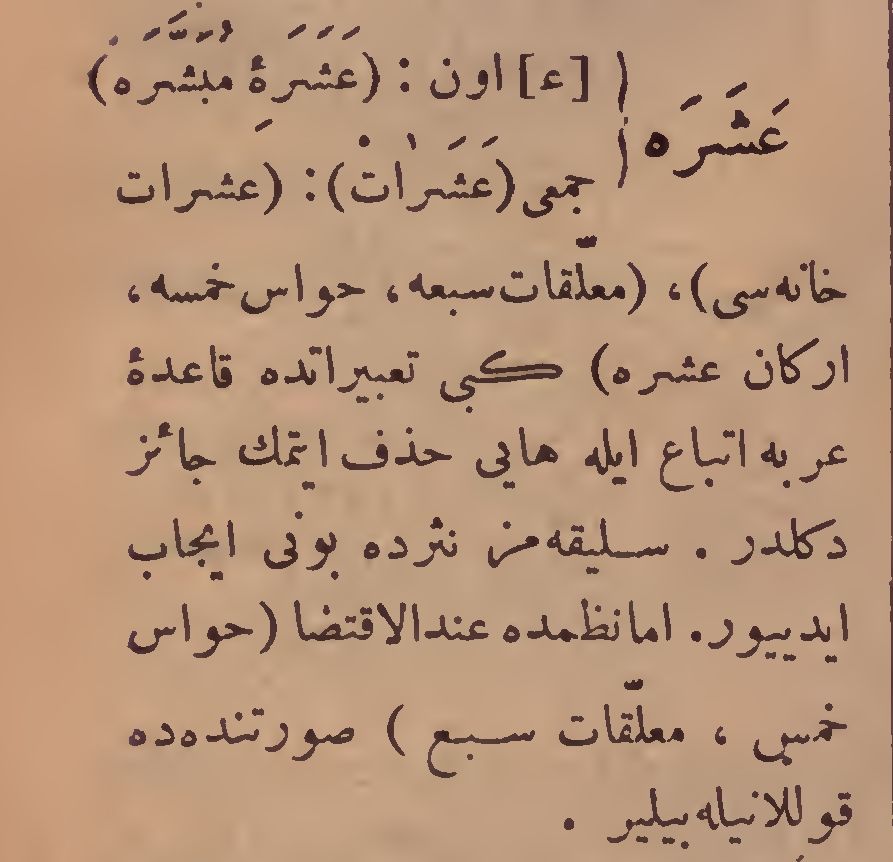 عَشَرَه { [ع] اون : (عَشَرَۀ مُبَشَّرَه)
جمعی (عَشَرَاتْ) : (عشرات
خانه‌سی) ، (معلّقات سبعه ، حواس خمسه ،
ارکان عشره) کبی تعبیراتده قاعدۀ
عربه اتباع ایله هایی حذف ایتمك جائز
دکلدر . سلیقه‌مز نثرده بونی ایجاب
ایدییور . اما نظمده عندالاقتضا (حواس
خمس ، معلّقات سبع ) صورتنده‌ده
قوللانیله‌بیلیر .